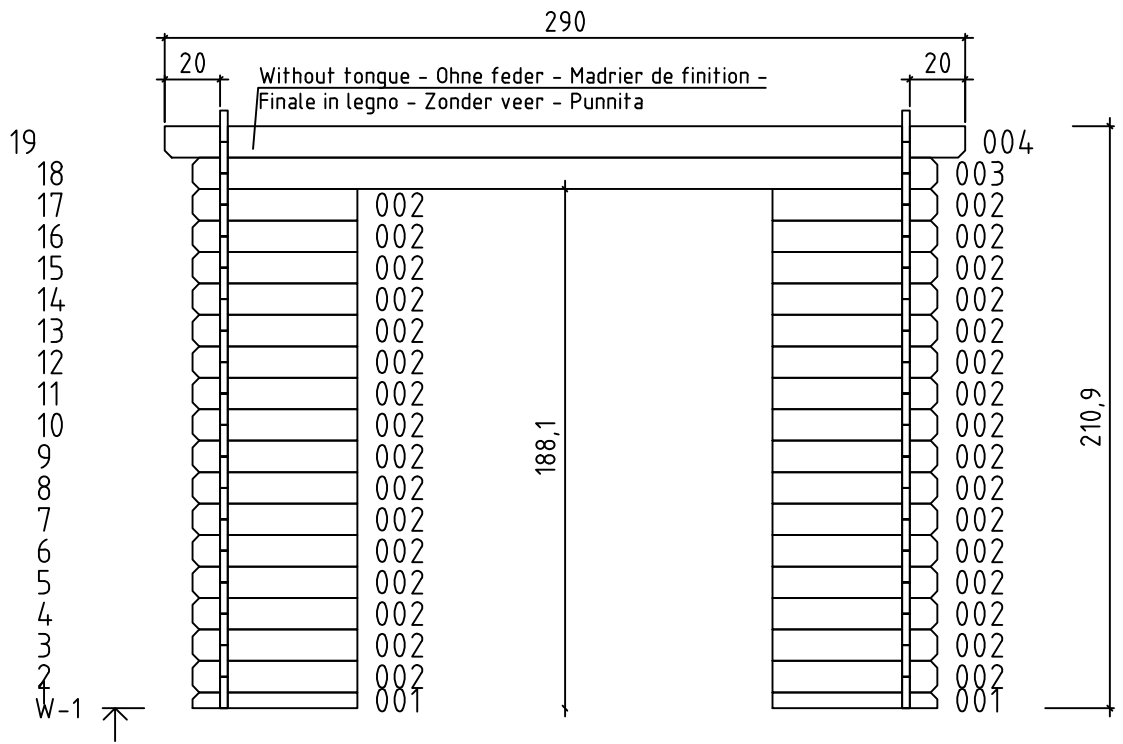 290
20
20
Without tongue - Ohne feder - Madrier de finition -
Finale in legno - Zonder veer - Punnita
19 004
18 003
17 002 002
16 002 002
15 002 002
14 002 002
13 002 002
12 002 002
11 002 002
10 002 002
9 002 002
8 002 002
7 002 002
6 002 002
5 002 002
4 002 002
3 002 002
2 002 002
1 001 001
W-1
188,1
210,9